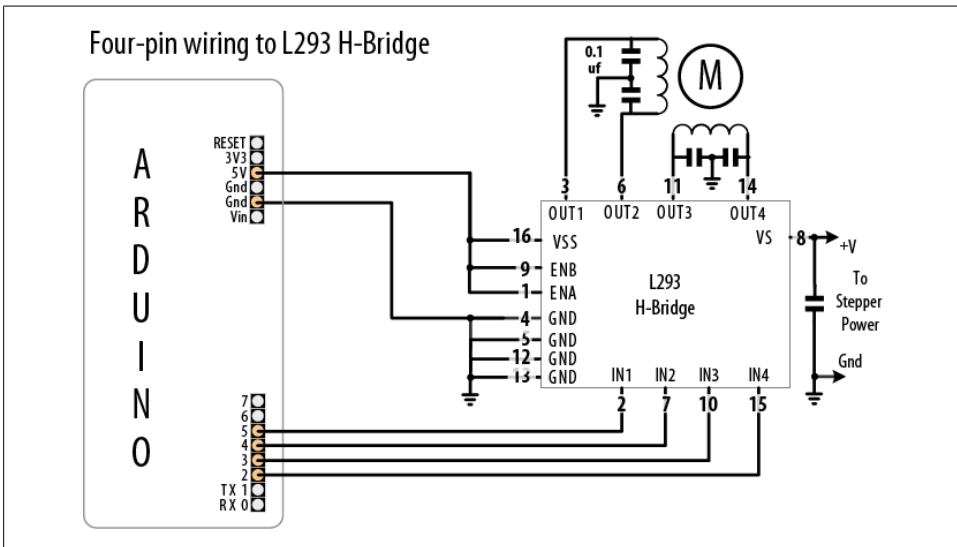 Four-pin wiring to L293 H-Bridge
ARDUINO
RESET
3V3
5V
Gnd
Gnd
Vin
7
6
5
4
3
2
TX 1
RX 0
0.1
uf
M
3 6 11 14
OUT1 OUT2 OUT3 OUT4
16 VSS
9 ENB
1 ENA
4 GND
5 GND
12 GND
13 GND
L293
H-Bridge
VS 8
+V
To
Stepper
Power
Gnd
IN1 IN2 IN3 IN4
2 7 10 15